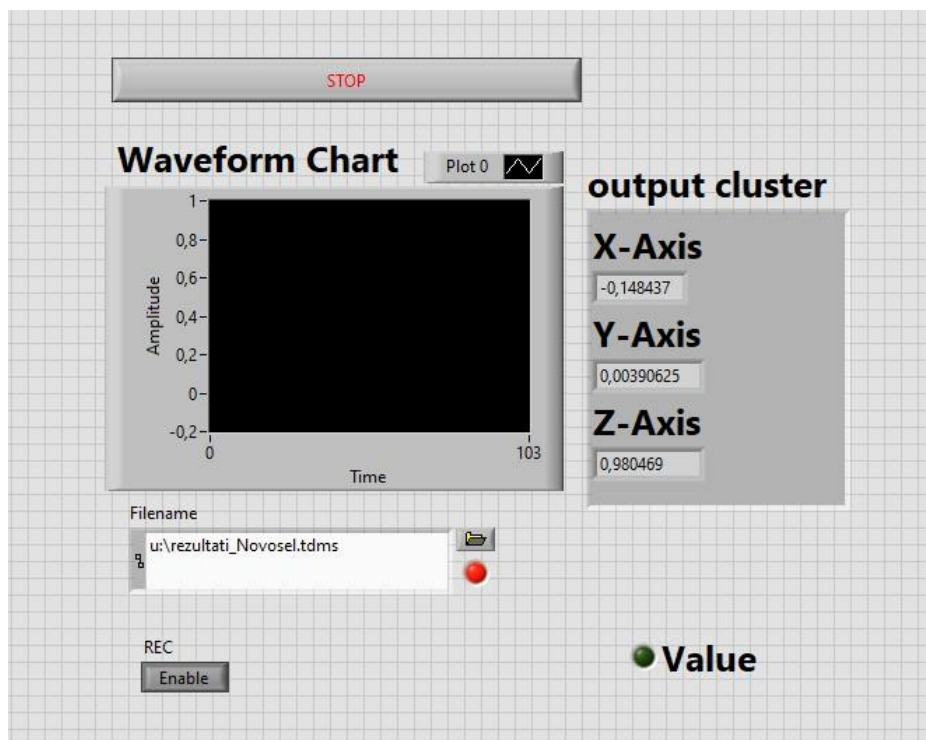 STOP
Waveform Chart
Plot 0
output cluster
1
0,8
0,6
0,4
0,2
0
-0,2
Amplitude
0
103
Time
X-Axis
-0,148437
Y-Axis
0,00390625
Z-Axis
0,980469
Filename
u:\rezultati_Novosel.tdms
REC
Enable
Value